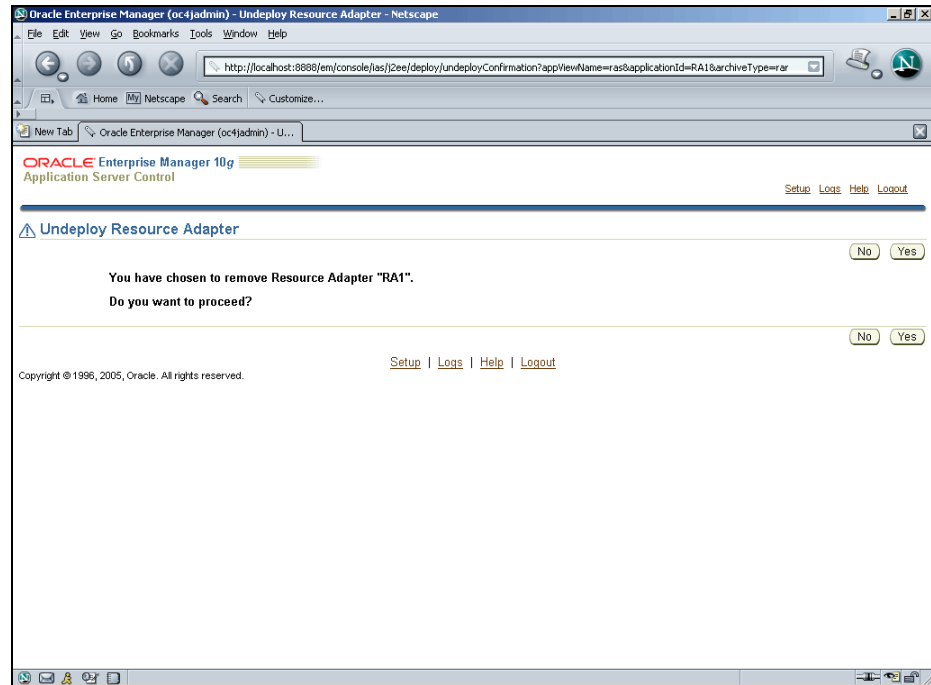 Oracle Enterprise Manager (oc4jadmin) - Undeploy Resource Adapter - Netscape
File Edit View Go Bookmarks Tools Window Help
http://localhost:8888/em/console/ias/j2ee/deploy/undeployConfirmation?appViewName=ras&applicationId=RA1&archiveType=rar
N
Home My Netscape Search Customize...
New Tab Oracle Enterprise Manager (oc4jadmin) - U...
ORACLE Enterprise Manager 10g
Application Server Control
Setup Logs Help Logout
Undeploy Resource Adapter
No Yes
You have chosen to remove Resource Adapter "RA1".
Do you want to proceed?
No Yes
Setup | Logs | Help | Logout
Copyright © 1996, 2005, Oracle. All rights reserved.